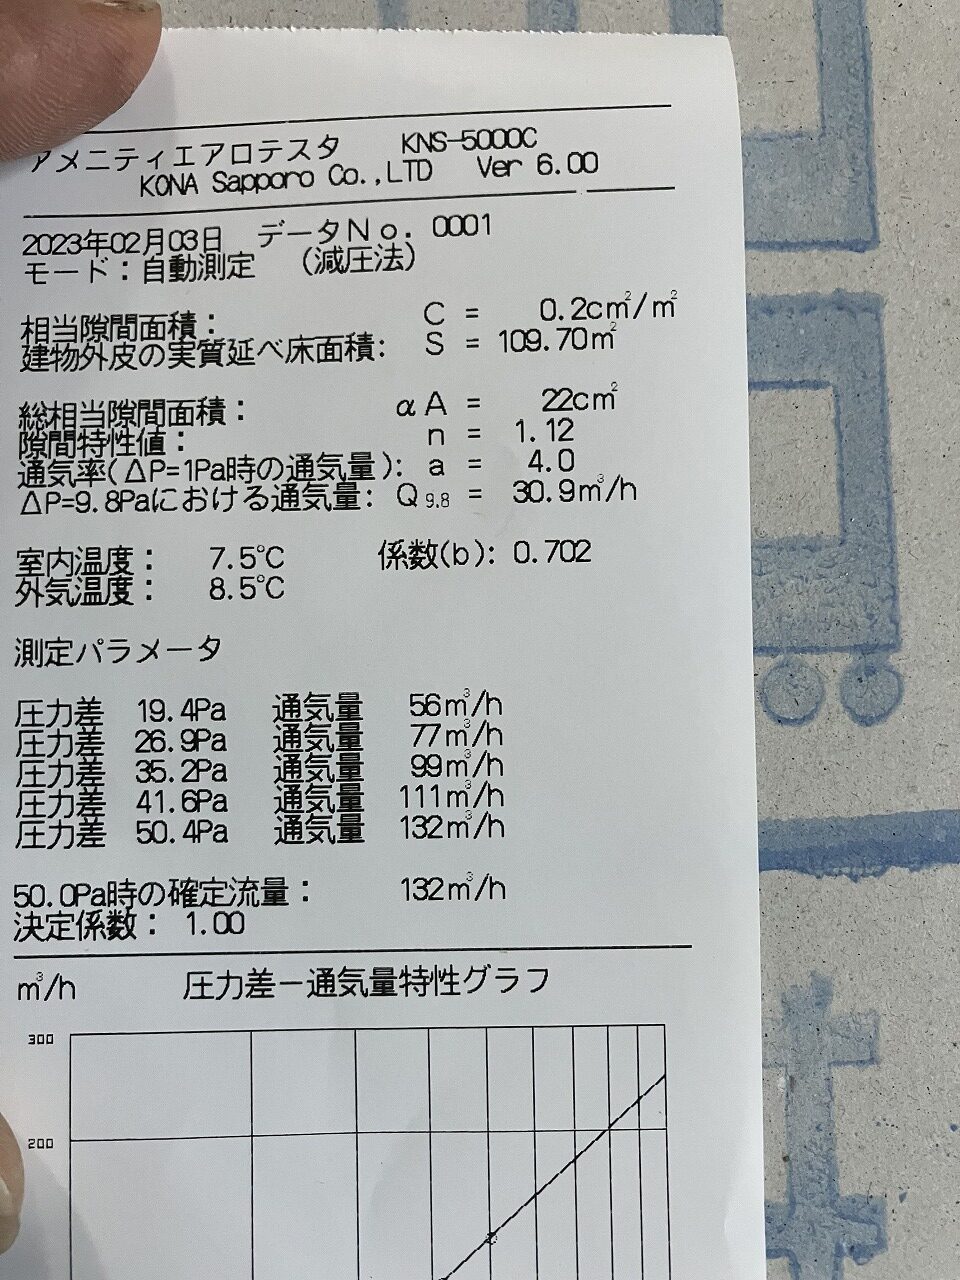 アメニティエアロテスタ KNS-5000C
KONA Sapporo Co.,LTD Ver 6.00
2023年02月03日 データNo. 0001
モード：自動測定 （減圧法）
相当隙間面積： C = 0.2cm²/m²
建物外皮の実質延べ床面積： S = 109.70m²
総相当隙間面積： αA = 22cm²
隙間特性値： n = 1.12
通気率(ΔP=1Pa時の通気量)： a = 4.0
ΔP=9.8Paにおける通気量： Q9.8 = 30.9m³/h
室内温度： 7.5℃ 係数(b)：0.702
外気温度： 8.5℃
測定パラメータ
圧力差 19.4Pa 通気量 56m³/h
圧力差 26.9Pa 通気量 77m³/h
圧力差 35.2Pa 通気量 99m³/h
圧力差 41.6Pa 通気量 111m³/h
圧力差 50.4Pa 通気量 132m³/h
50.0Pa時の確定流量： 132m³/h
決定係数： 1.00
m³/h 圧力差－通気量特性グラフ
300
200